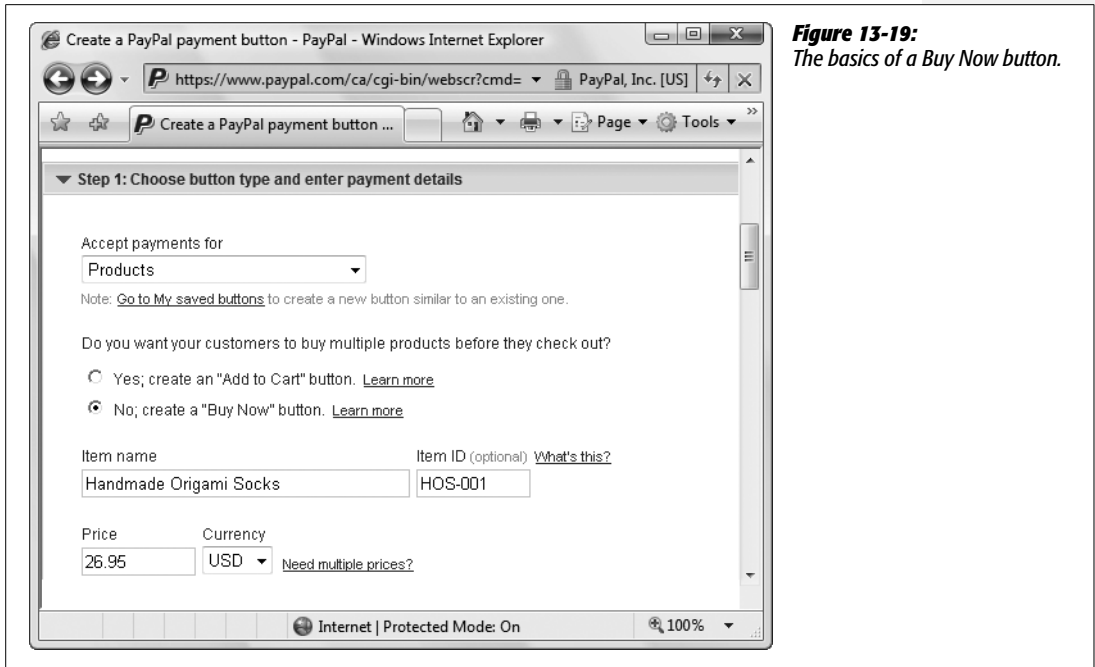 Create a PayPal payment button - PayPal - Windows Internet Explorer
https://www.paypal.com/ca/cgi-bin/webscr?cmd= PayPal, Inc. [US]
Create a PayPal payment button ... Page Tools »
Step 1: Choose button type and enter payment details
Accept payments for
Products
Note: Go to My saved buttons to create a new button similar to an existing one.
Do you want your customers to buy multiple products before they check out?
Yes; create an "Add to Cart" button. Learn more
No; create a "Buy Now" button. Learn more
Item name Item ID (optional) What's this?
Handmade Origami Socks HOS-001
Price Currency
26.95 USD Need multiple prices?
Internet | Protected Mode: On 100%
Figure 13-19:
The basics of a Buy Now button.